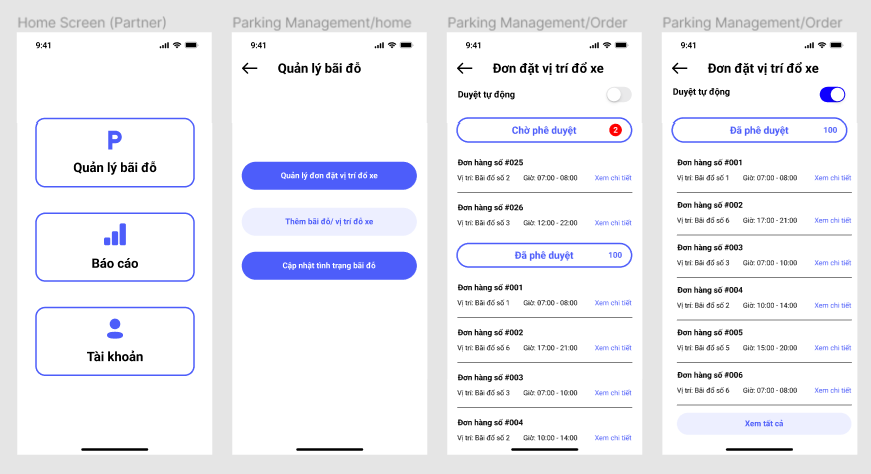 Home Screen (Partner)
9:41
P
Quản lý bãi đỗ
Báo cáo
Tài khoản
Parking Management/home
9:41
Quản lý bãi đỗ
Quản lý đơn đặt vị trí đỗ xe
Thêm bãi đỗ/ vị trí đỗ xe
Cập nhật tình trạng bãi đỗ
Parking Management/Order
9:41
Đơn đặt vị trí đổ xe
Duyệt tự động
Chờ phê duyệt 2
Đơn hàng số #025
Vị trí: Bãi đổ số 2 Giờ: 07:00 - 08:00 Xem chi tiết
Đơn hàng số #026
Vị trí: Bãi đổ số 3 Giờ: 12:00 - 22:00 Xem chi tiết
Đã phê duyệt 100
Đơn hàng số #001
Vị trí: Bãi đổ số 1 Giờ: 07:00 - 08:00 Xem chi tiết
Đơn hàng số #002
Vị trí: Bãi đổ số 6 Giờ: 17:00 - 21:00 Xem chi tiết
Đơn hàng số #003
Vị trí: Bãi đổ số 3 Giờ: 07:00 - 10:00 Xem chi tiết
Đơn hàng số #004
Vị trí: Bãi đổ số 2 Giờ: 10:00 - 14:00 Xem chi tiết
Parking Management/Order
9:41
Đơn đặt vị trí đổ xe
Duyệt tự động
Đã phê duyệt 100
Đơn hàng số #001
Vị trí: Bãi đổ số 1 Giờ: 07:00 - 08:00 Xem chi tiết
Đơn hàng số #002
Vị trí: Bãi đổ số 6 Giờ: 17:00 - 21:00 Xem chi tiết
Đơn hàng số #003
Vị trí: Bãi đổ số 3 Giờ: 07:00 - 10:00 Xem chi tiết
Đơn hàng số #004
Vị trí: Bãi đổ số 2 Giờ: 10:00 - 14:00 Xem chi tiết
Đơn hàng số #005
Vị trí: Bãi đổ số 5 Giờ: 15:00 - 20:00 Xem chi tiết
Đơn hàng số #006
Vị trí: Bãi đổ số 6 Giờ: 07:00 - 08:00 Xem chi tiết
Xem tất cả